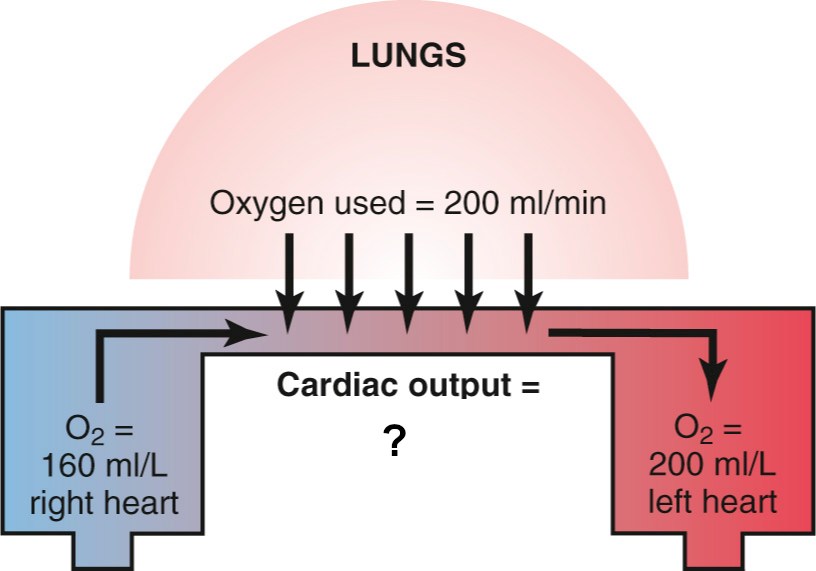 LUNGS
Oxygen used = 200 ml/min
Cardiac output =
?
O₂ =
160 ml/L
right heart
O₂ =
200 ml/L
left heart